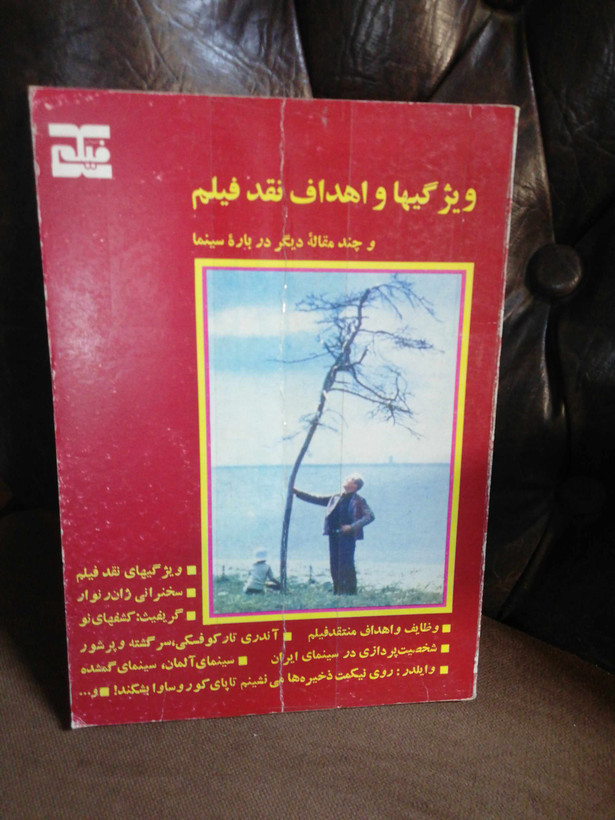 فیلم
ویژگیها و اهداف نقد فیلم
و چند مقالهٔ دیگر در بارهٔ سینما
■ ویژگیهای نقد فیلم
■ سخنرانی ژان رنوار
■ گریفیث: کشفهای نو
■ وظایف و اهداف منتقد فیلم ■ آندری تارکوفسکی، سرگشته و پرشور
■ شخصیت‌پردازی در سینمای ایران ■ سینمای آلمان، سینمای گمشده
■ وایلدر: روی نیمکت ذخیره‌ها می‌نشینم تا پای کوروساوا بشکند! ■ و...